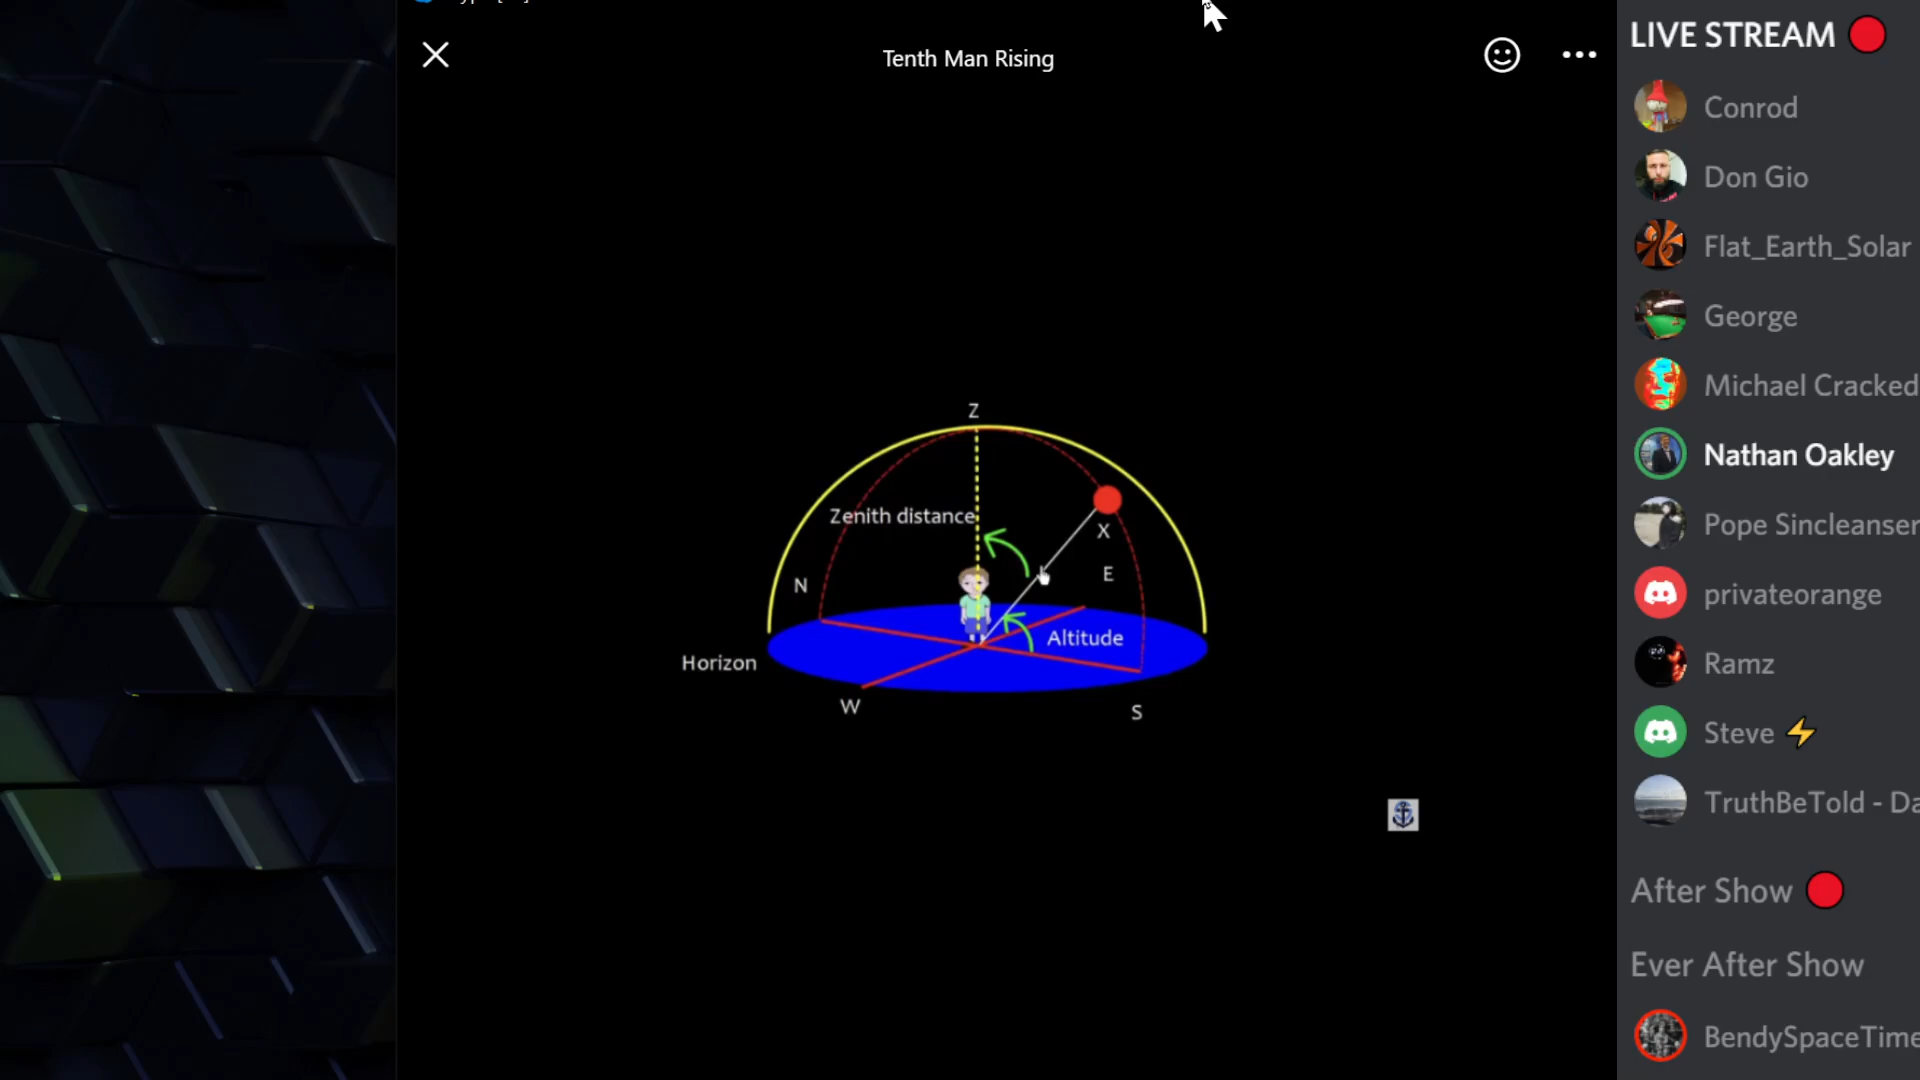 Tenth Man Rising
Z
Zenith distance
X
N
E
Altitude
Horizon
W
S
LIVE STREAM
Conrod
Don Gio
Flat_Earth_Solar
George
Michael Cracked
Nathan Oakley
Pope Sincleanser
privateorange
Ramz
Steve ⚡
TruthBeTold - Da
After Show
Ever After Show
BendySpaceTime